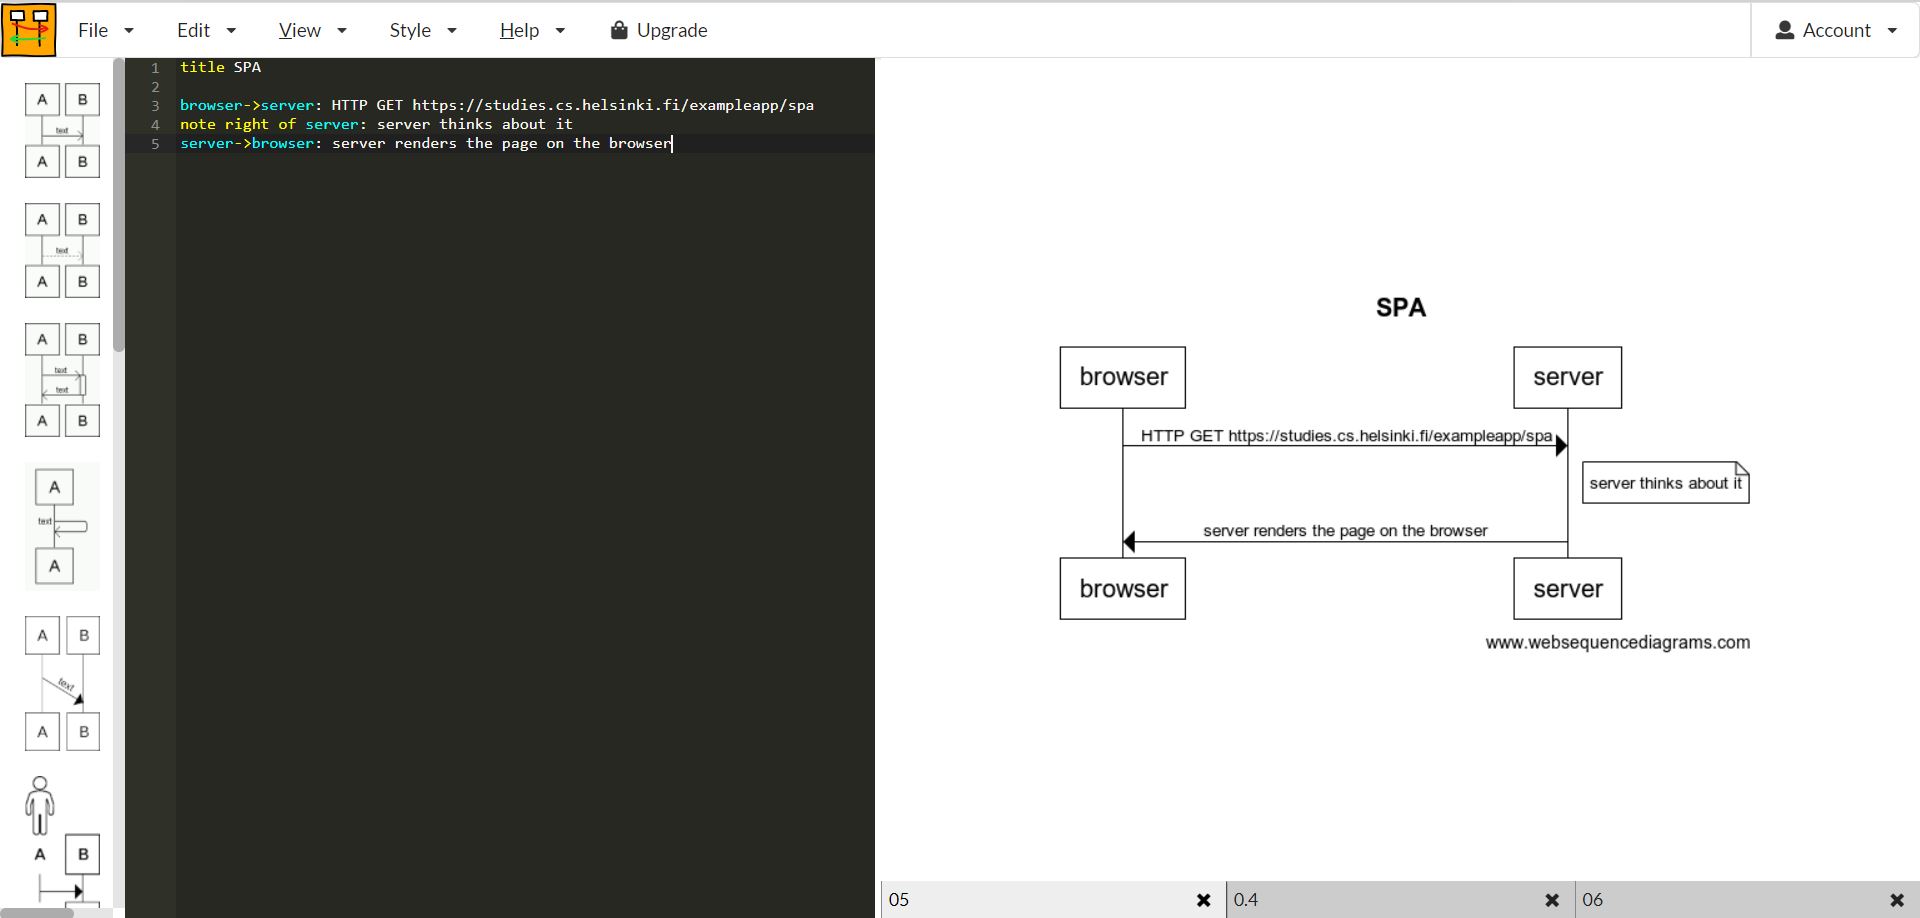 File Edit View Style Help Upgrade Account
A B
text
A B
A B
text
A B
A B
text
text
A B
A
text
A
A B
text
A B
A B
1 title SPA
2
3 browser->server: HTTP GET https://studies.cs.helsinki.fi/exampleapp/spa
4 note right of server: server thinks about it
5 server->browser: server renders the page on the browser
SPA
browser server
HTTP GET https://studies.cs.helsinki.fi/exampleapp/spa
server thinks about it
server renders the page on the browser
browser server
www.websequencediagrams.com
05 0.4 06